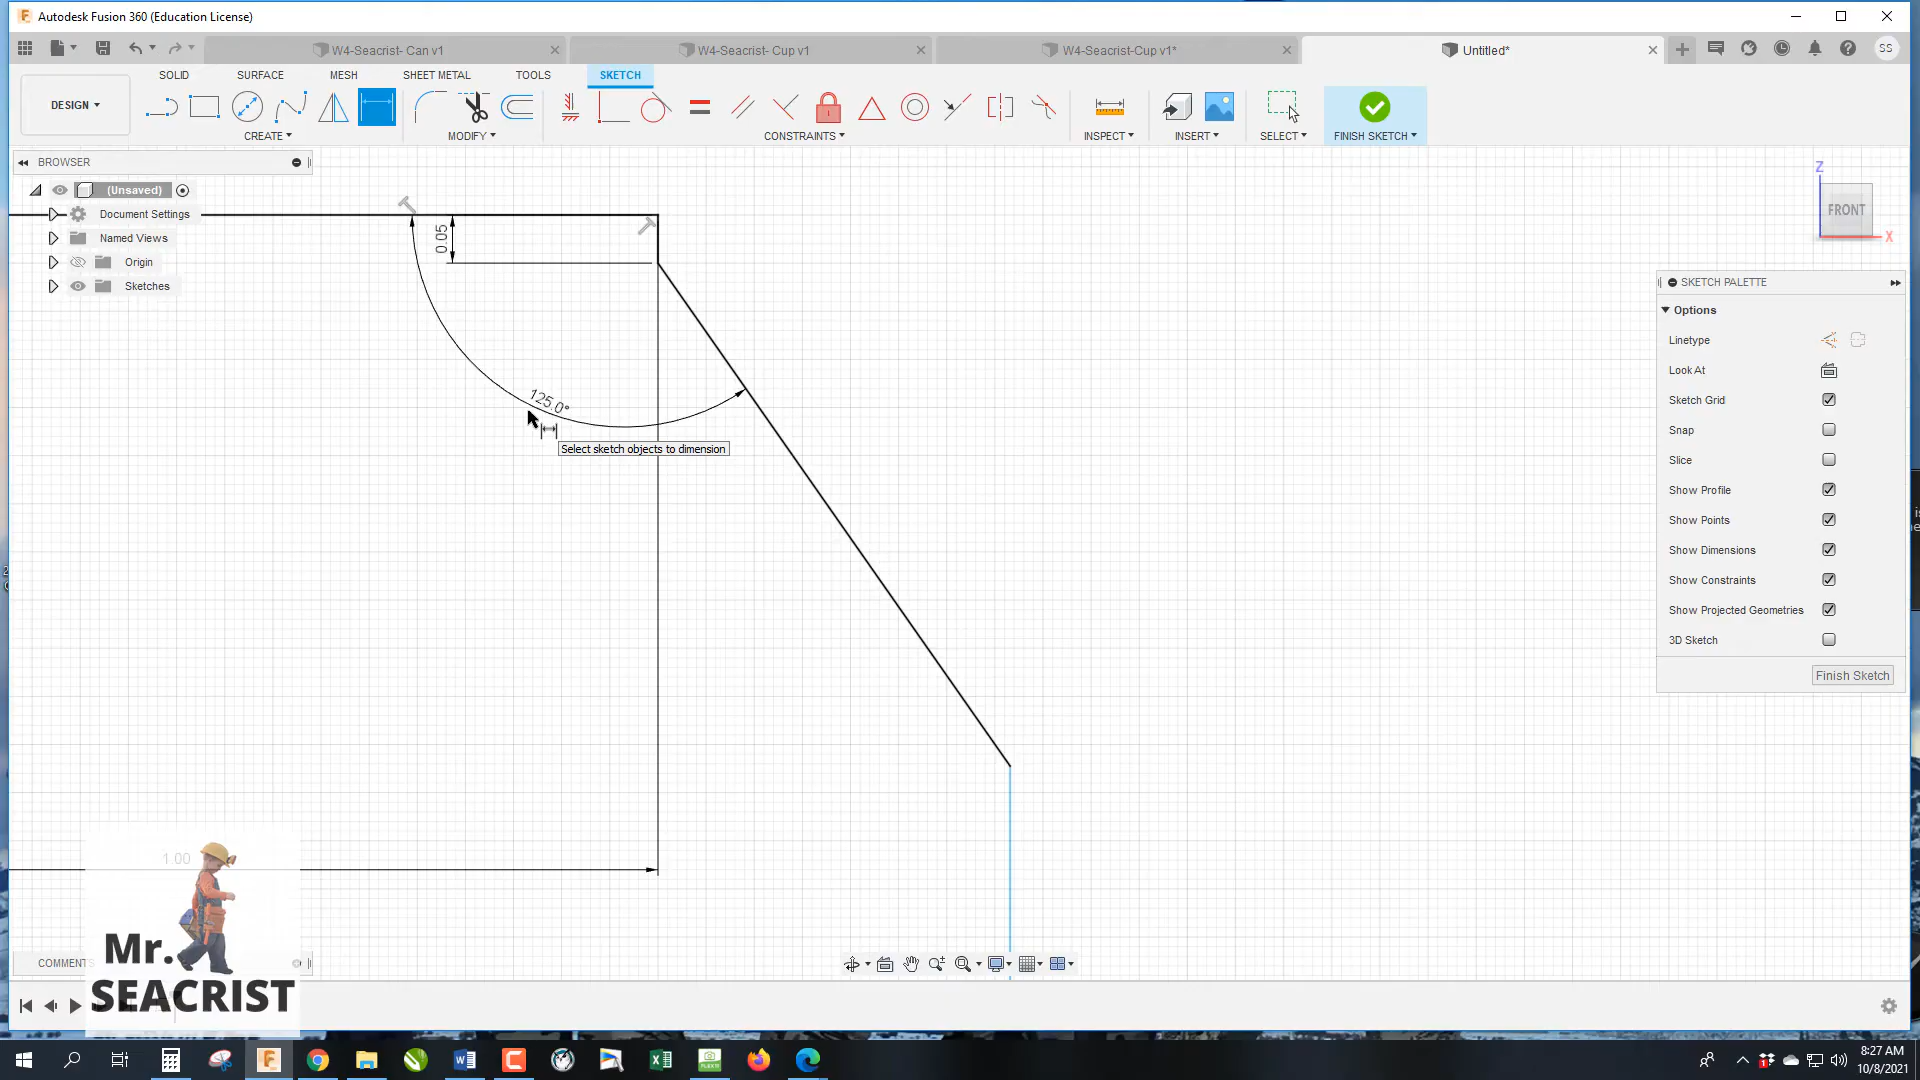 Autodesk Fusion 360 (Education License)
W4-Seacrist- Can v1
W4-Seacrist- Cup v1
W4-Seacrist-Cup v1*
Untitled*
SS
DESIGN
SOLID
SURFACE
MESH
SHEET METAL
TOOLS
SKETCH
CREATE
MODIFY
CONSTRAINTS
INSPECT
INSERT
SELECT
FINISH SKETCH
BROWSER
(Unsaved)
Document Settings
Named Views
Origin
Sketches
Z
FRONT
X
0.05
125.0°
Select sketch objects to dimension
1.00
SKETCH PALETTE
Options
Linetype
Look At
Sketch Grid
Snap
Slice
Show Profile
Show Points
Show Dimensions
Show Constraints
Show Projected Geometries
3D Sketch
Finish Sketch
COMMENTS
Mr.
SEACRIST
8:27 AM
10/8/2021